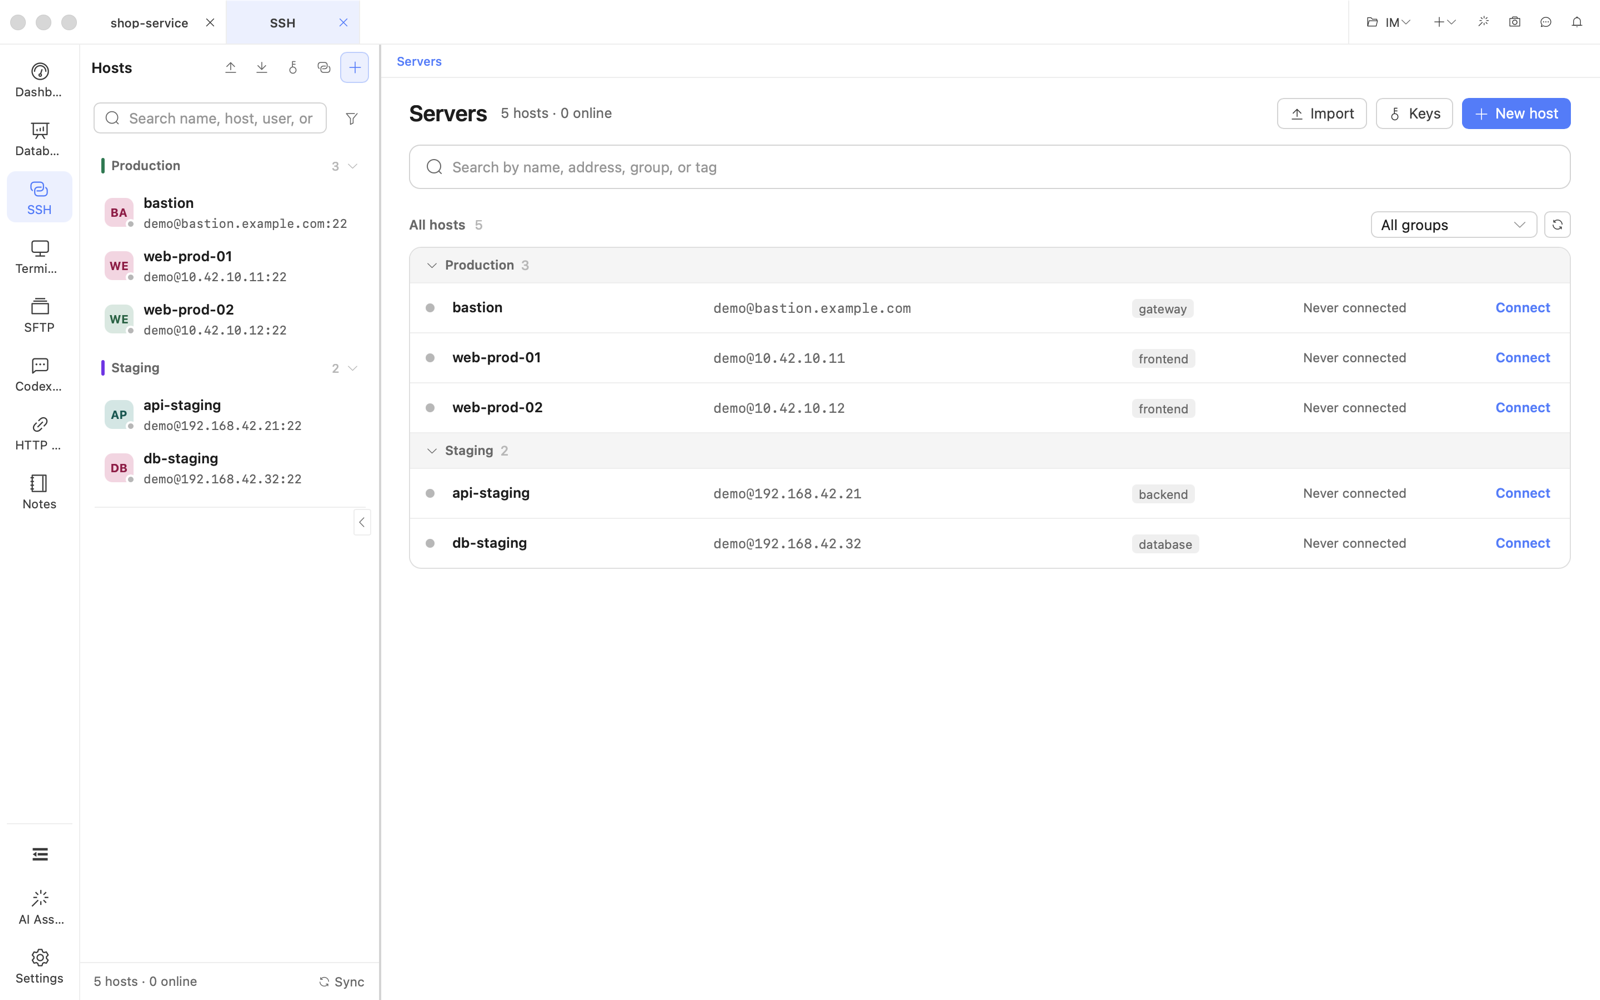 shop-service
SSH
IM
Dashb...
Datab...
SSH
Termi...
SFTP
Codex...
HTTP ...
Notes
AI Ass...
Settings
Hosts
Search name, host, user, or
Production 3
BA bastion
demo@bastion.example.com:22
WE web-prod-01
demo@10.42.10.11:22
WE web-prod-02
demo@10.42.10.12:22
Staging 2
AP api-staging
demo@192.168.42.21:22
DB db-staging
demo@192.168.42.32:22
5 hosts · 0 online Sync
Servers
Servers 5 hosts · 0 online Import Keys New host
Search by name, address, group, or tag
All hosts 5 All groups
Production 3
bastion demo@bastion.example.com gateway Never connected Connect
web-prod-01 demo@10.42.10.11 frontend Never connected Connect
web-prod-02 demo@10.42.10.12 frontend Never connected Connect
Staging 2
api-staging demo@192.168.42.21 backend Never connected Connect
db-staging demo@192.168.42.32 database Never connected Connect